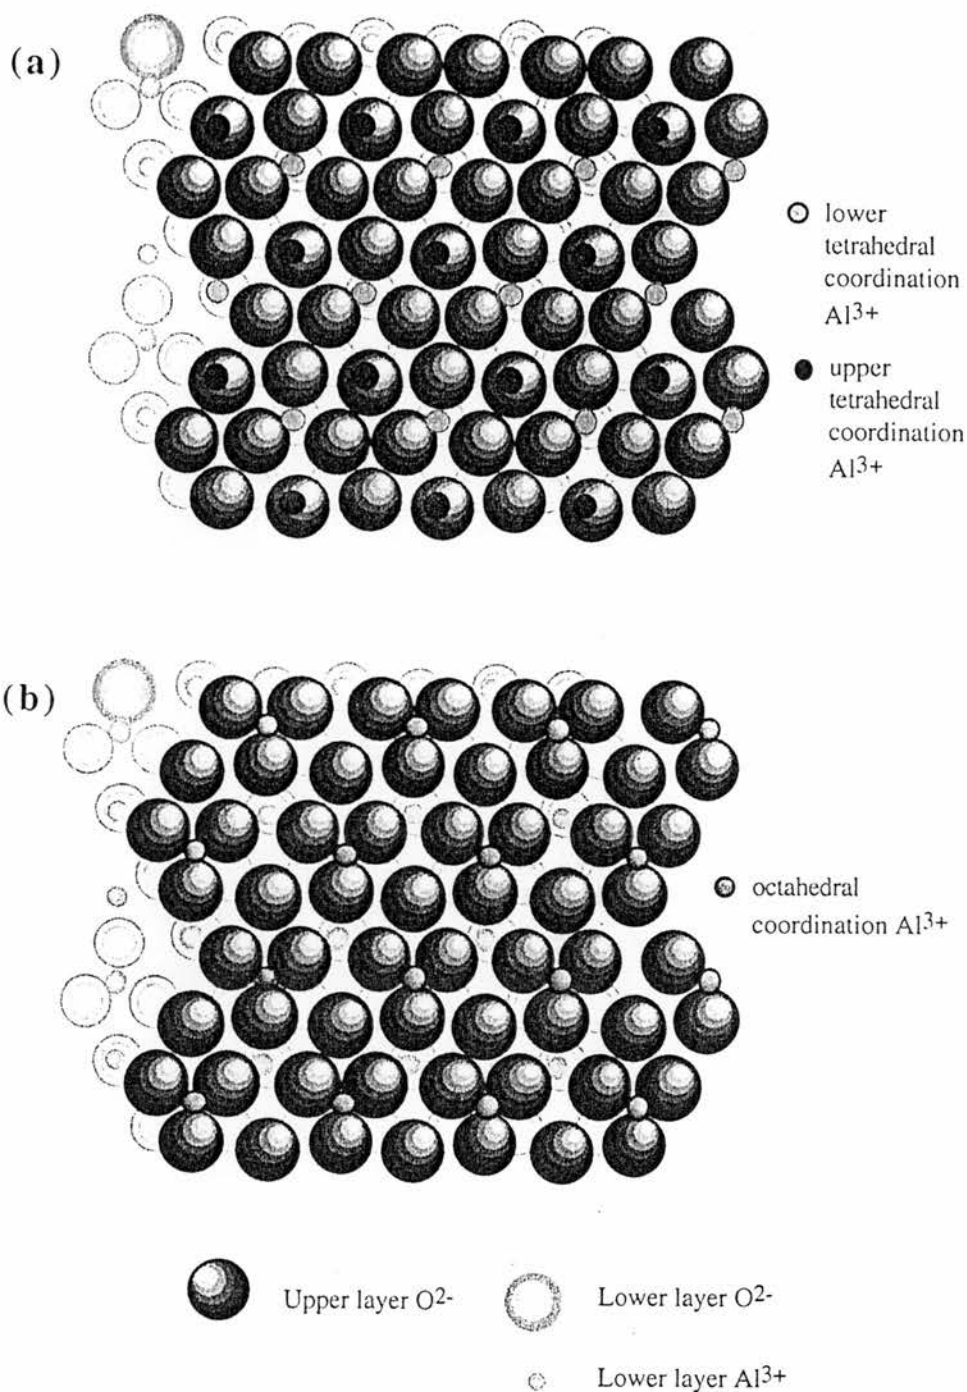 (a)
lower
tetrahedral
coordination
Al3+
upper
tetrahedral
coordination
Al3+
(b)
octahedral
coordination Al3+
Upper layer O2-
Lower layer O2-
Lower layer Al3+